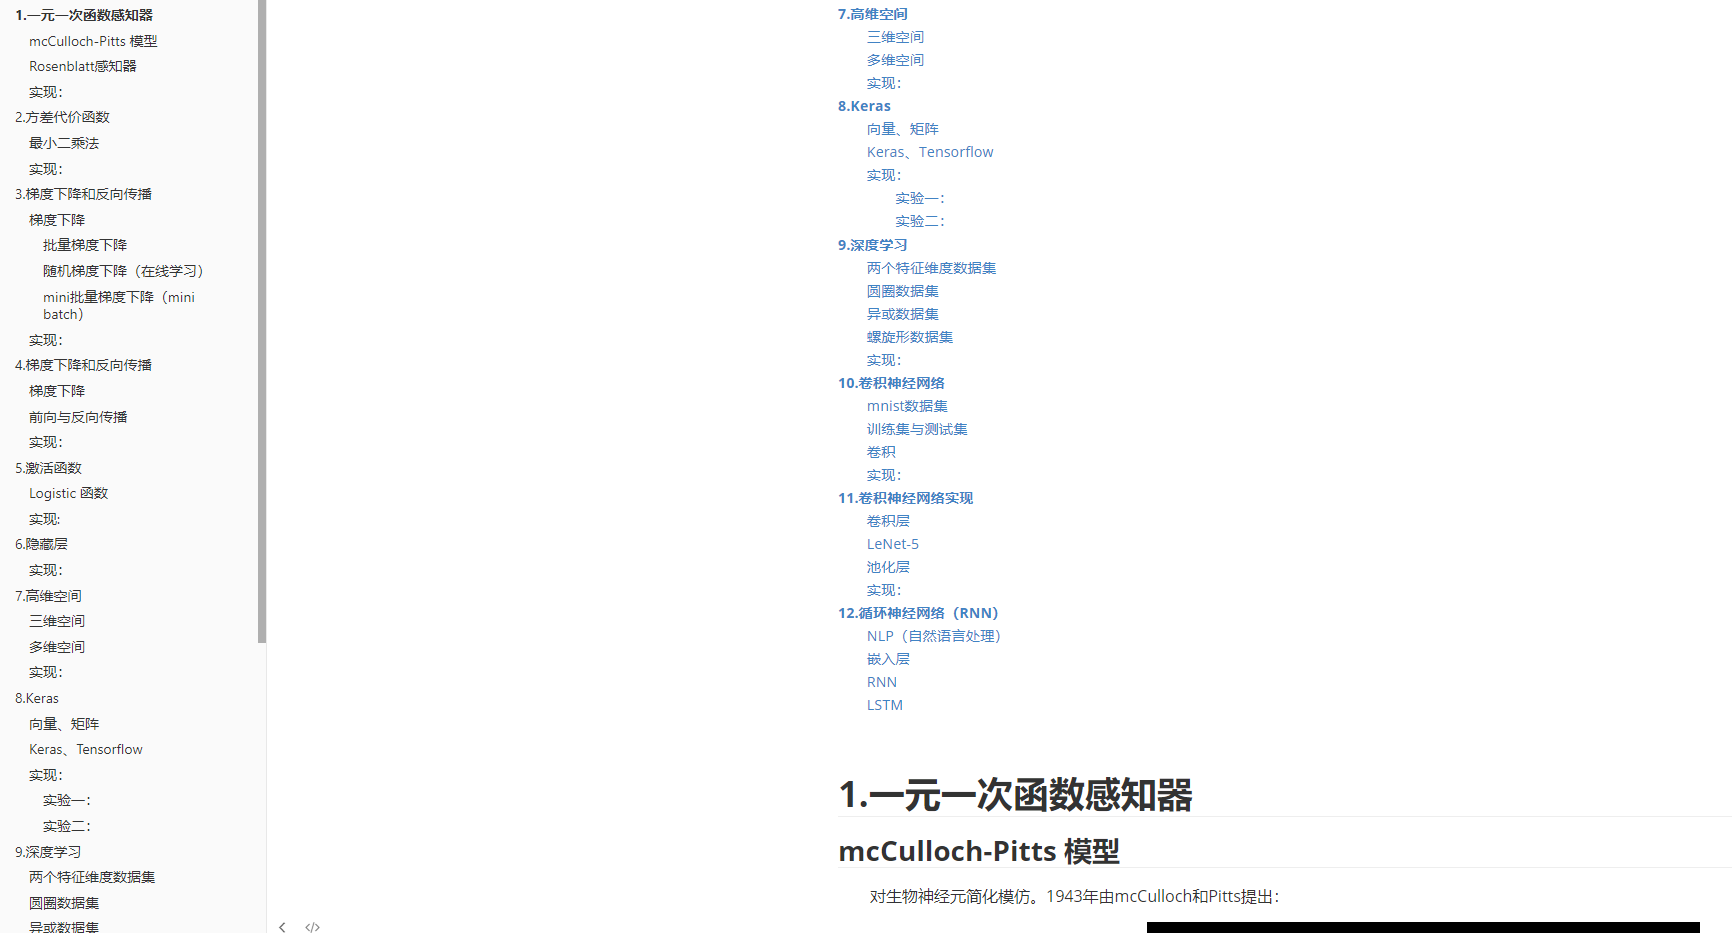 1.一元一次函数感知器
mcCulloch-Pitts 模型
Rosenblatt感知器
实现：
2.方差代价函数
最小二乘法
实现：
3.梯度下降和反向传播
梯度下降
批量梯度下降
随机梯度下降（在线学习）
mini批量梯度下降（mini
batch）
实现：
4.梯度下降和反向传播
梯度下降
前向与反向传播
实现：
5.激活函数
Logistic 函数
实现:
6.隐藏层
实现：
7.高维空间
三维空间
多维空间
实现：
8.Keras
向量、矩阵
Keras、Tensorflow
实现：
实验一：
实验二：
9.深度学习
两个特征维度数据集
圆圈数据集
异或数据集
7.高维空间
三维空间
多维空间
实现：
8.Keras
向量、矩阵
Keras、Tensorflow
实现：
实验一：
实验二：
9.深度学习
两个特征维度数据集
圆圈数据集
异或数据集
螺旋形数据集
实现：
10.卷积神经网络
mnist数据集
训练集与测试集
卷积
实现：
11.卷积神经网络实现
卷积层
LeNet-5
池化层
实现：
12.循环神经网络（RNN）
NLP（自然语言处理）
嵌入层
RNN
LSTM
1.一元一次函数感知器
mcCulloch-Pitts 模型
对生物神经元简化模仿。1943年由mcCulloch和Pitts提出：